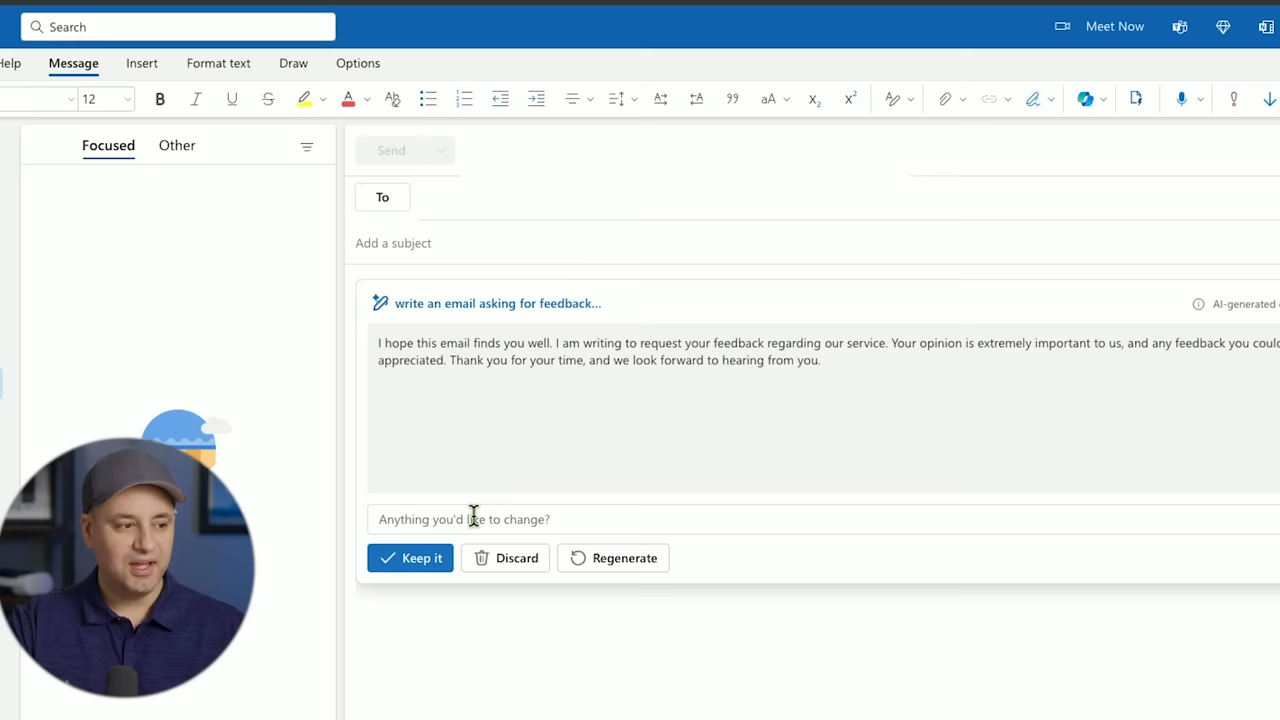 Search
Meet Now
Help Message Insert Format text Draw Options
12
Focused Other
Send
To
Add a subject
write an email asking for feedback...
AI-generated
I hope this email finds you well. I am writing to request your feedback regarding our service. Your opinion is extremely important to us, and any feedback you could
appreciated. Thank you for your time, and we look forward to hearing from you.
Anything you'd like to change?
Keep it Discard Regenerate